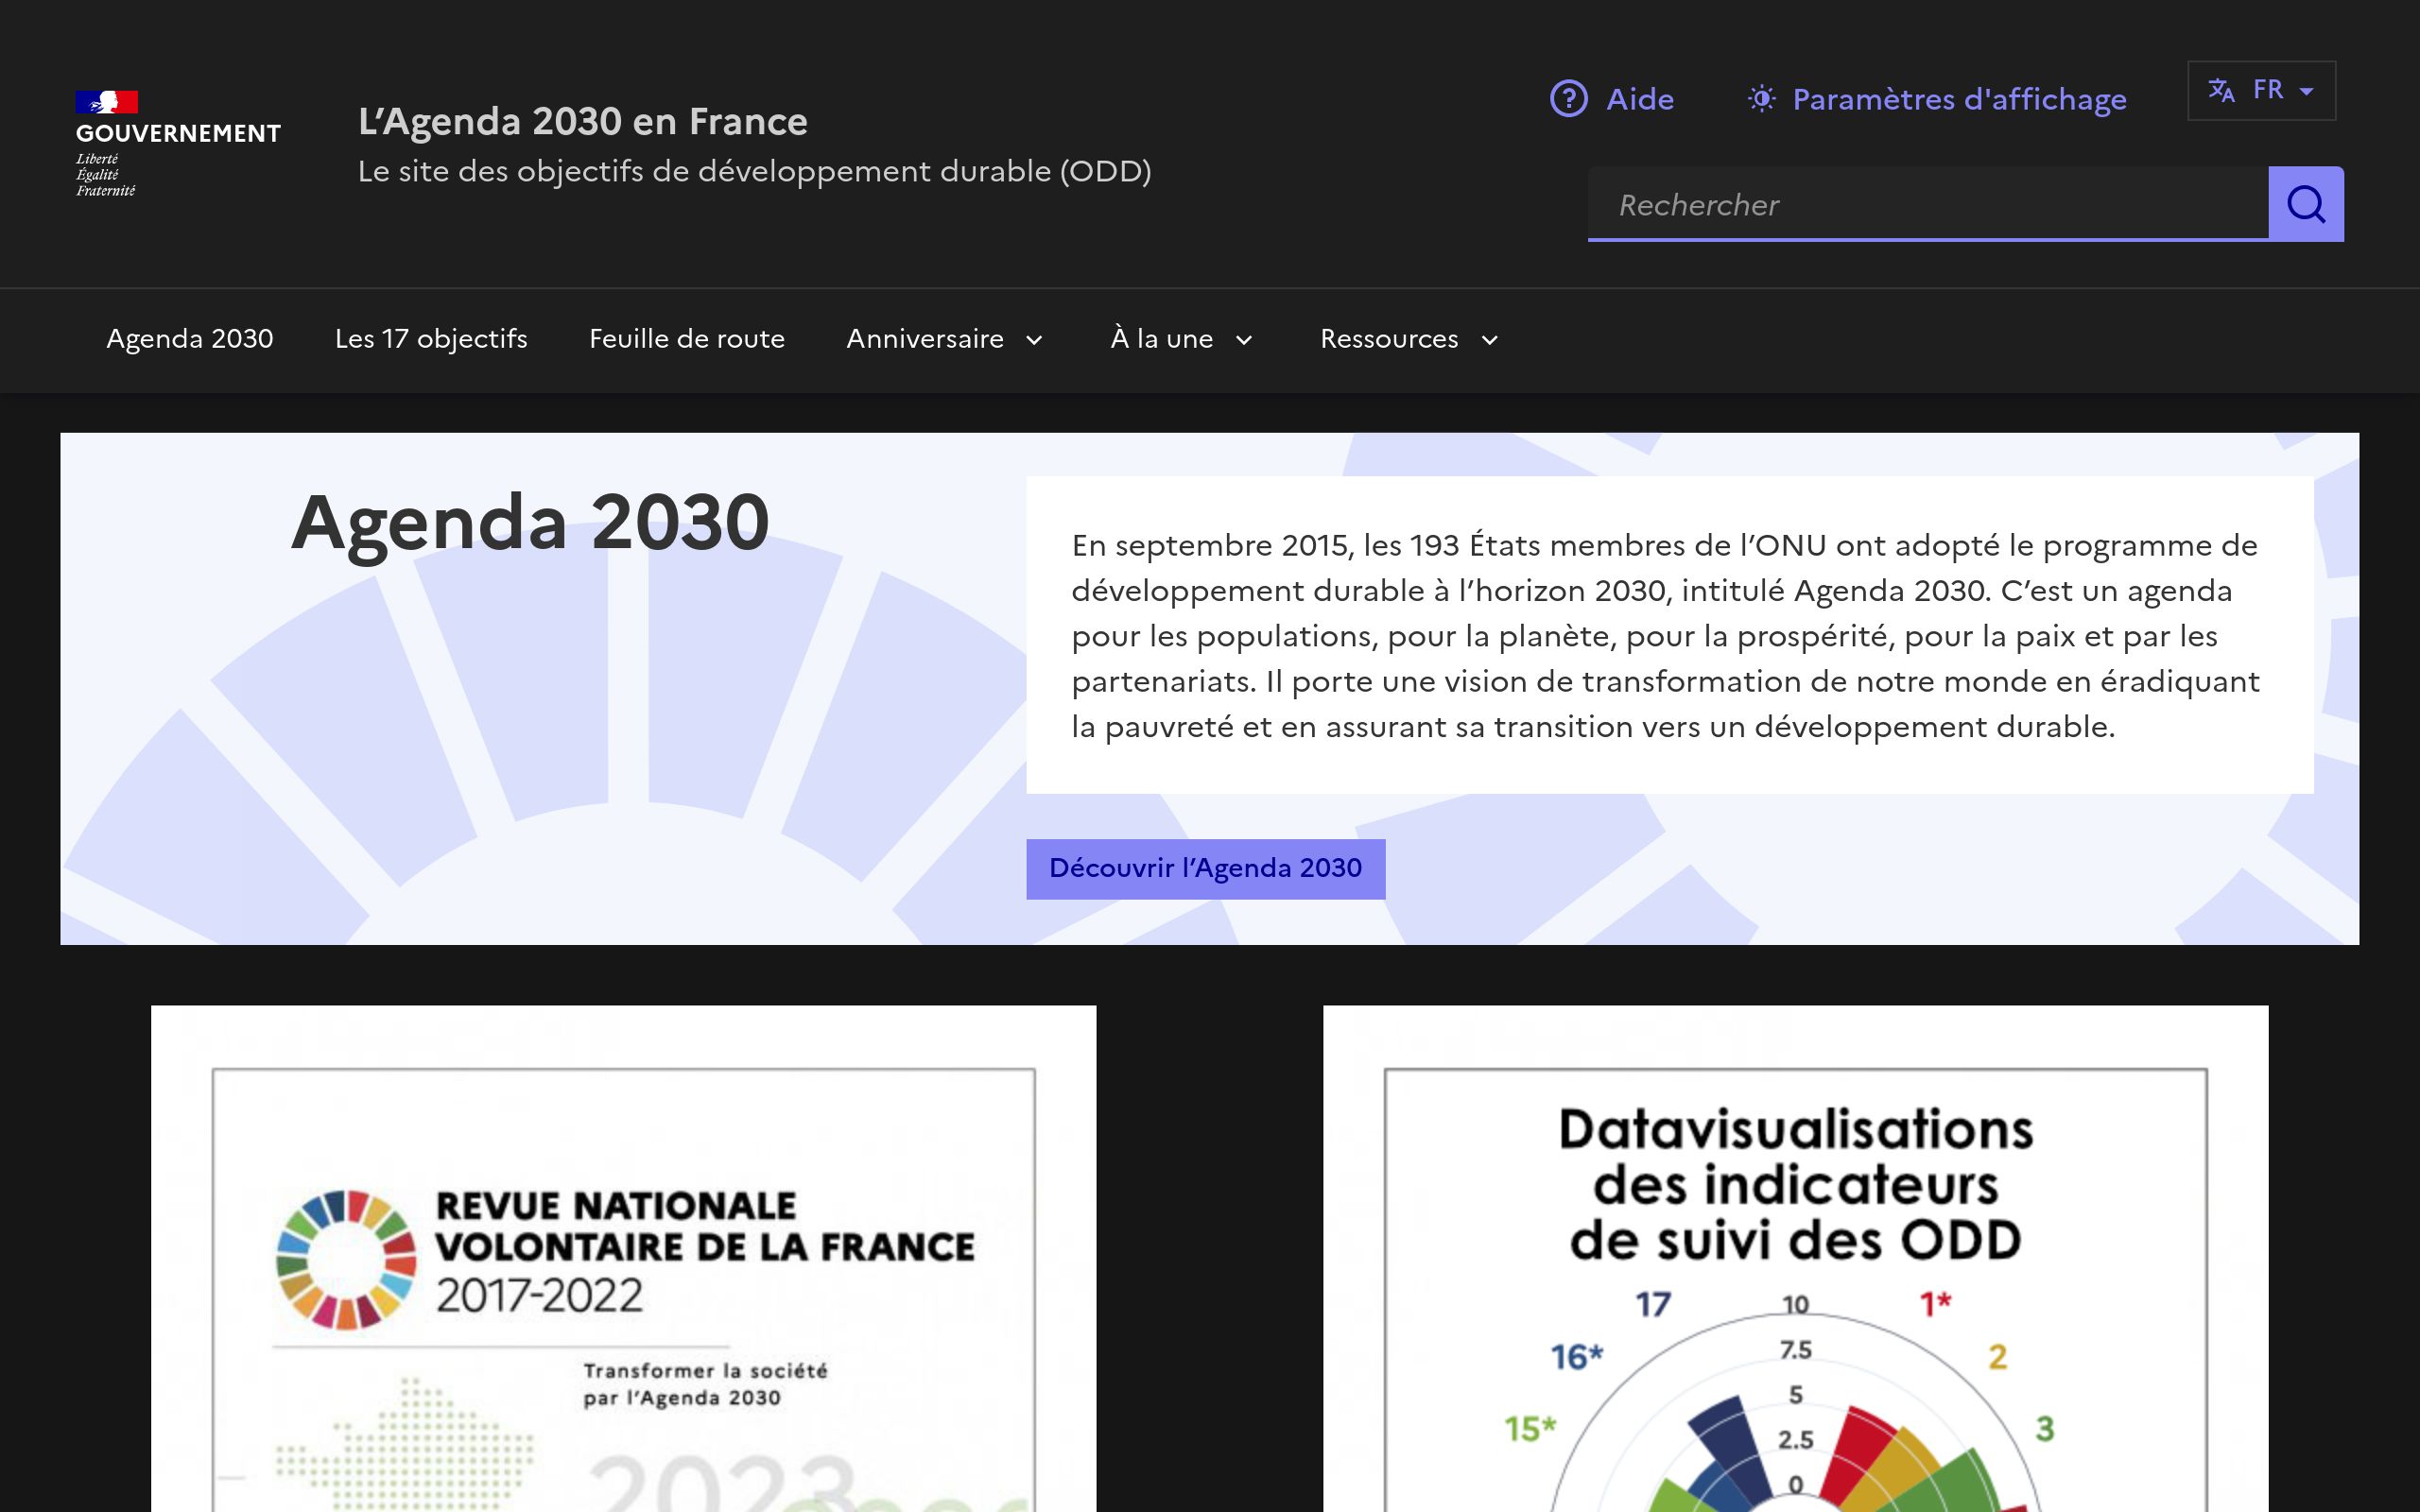 GOUVERNEMENT
Liberté
Égalité
Fraternité
L’Agenda 2030 en France
Le site des objectifs de développement durable (ODD)
Aide
Paramètres d'affichage
FR
Rechercher
Agenda 2030
Les 17 objectifs
Feuille de route
Anniversaire
À la une
Ressources
Agenda 2030
En septembre 2015, les 193 États membres de l’ONU ont adopté le programme de
développement durable à l’horizon 2030, intitulé Agenda 2030. C’est un agenda
pour les populations, pour la planète, pour la prospérité, pour la paix et par les
partenariats. Il porte une vision de transformation de notre monde en éradiquant
la pauvreté et en assurant sa transition vers un développement durable.
Découvrir l’Agenda 2030
REVUE NATIONALE
VOLONTAIRE DE LA FRANCE
2017-2022
Transformer la société
par l’Agenda 2030
2023
Datavisualisations
des indicateurs
de suivi des ODD
17
10
1*
16*
7.5
2
5
15*
3
2.5
0